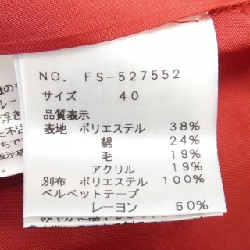 NO. FS-527552
サイズ 40
品質表示
表地 ポリエステル 38%
綿 24%
毛 19%
アクリル 19%
別布 ポリエステル 100%
ベルベットテープ
レーヨン 60%